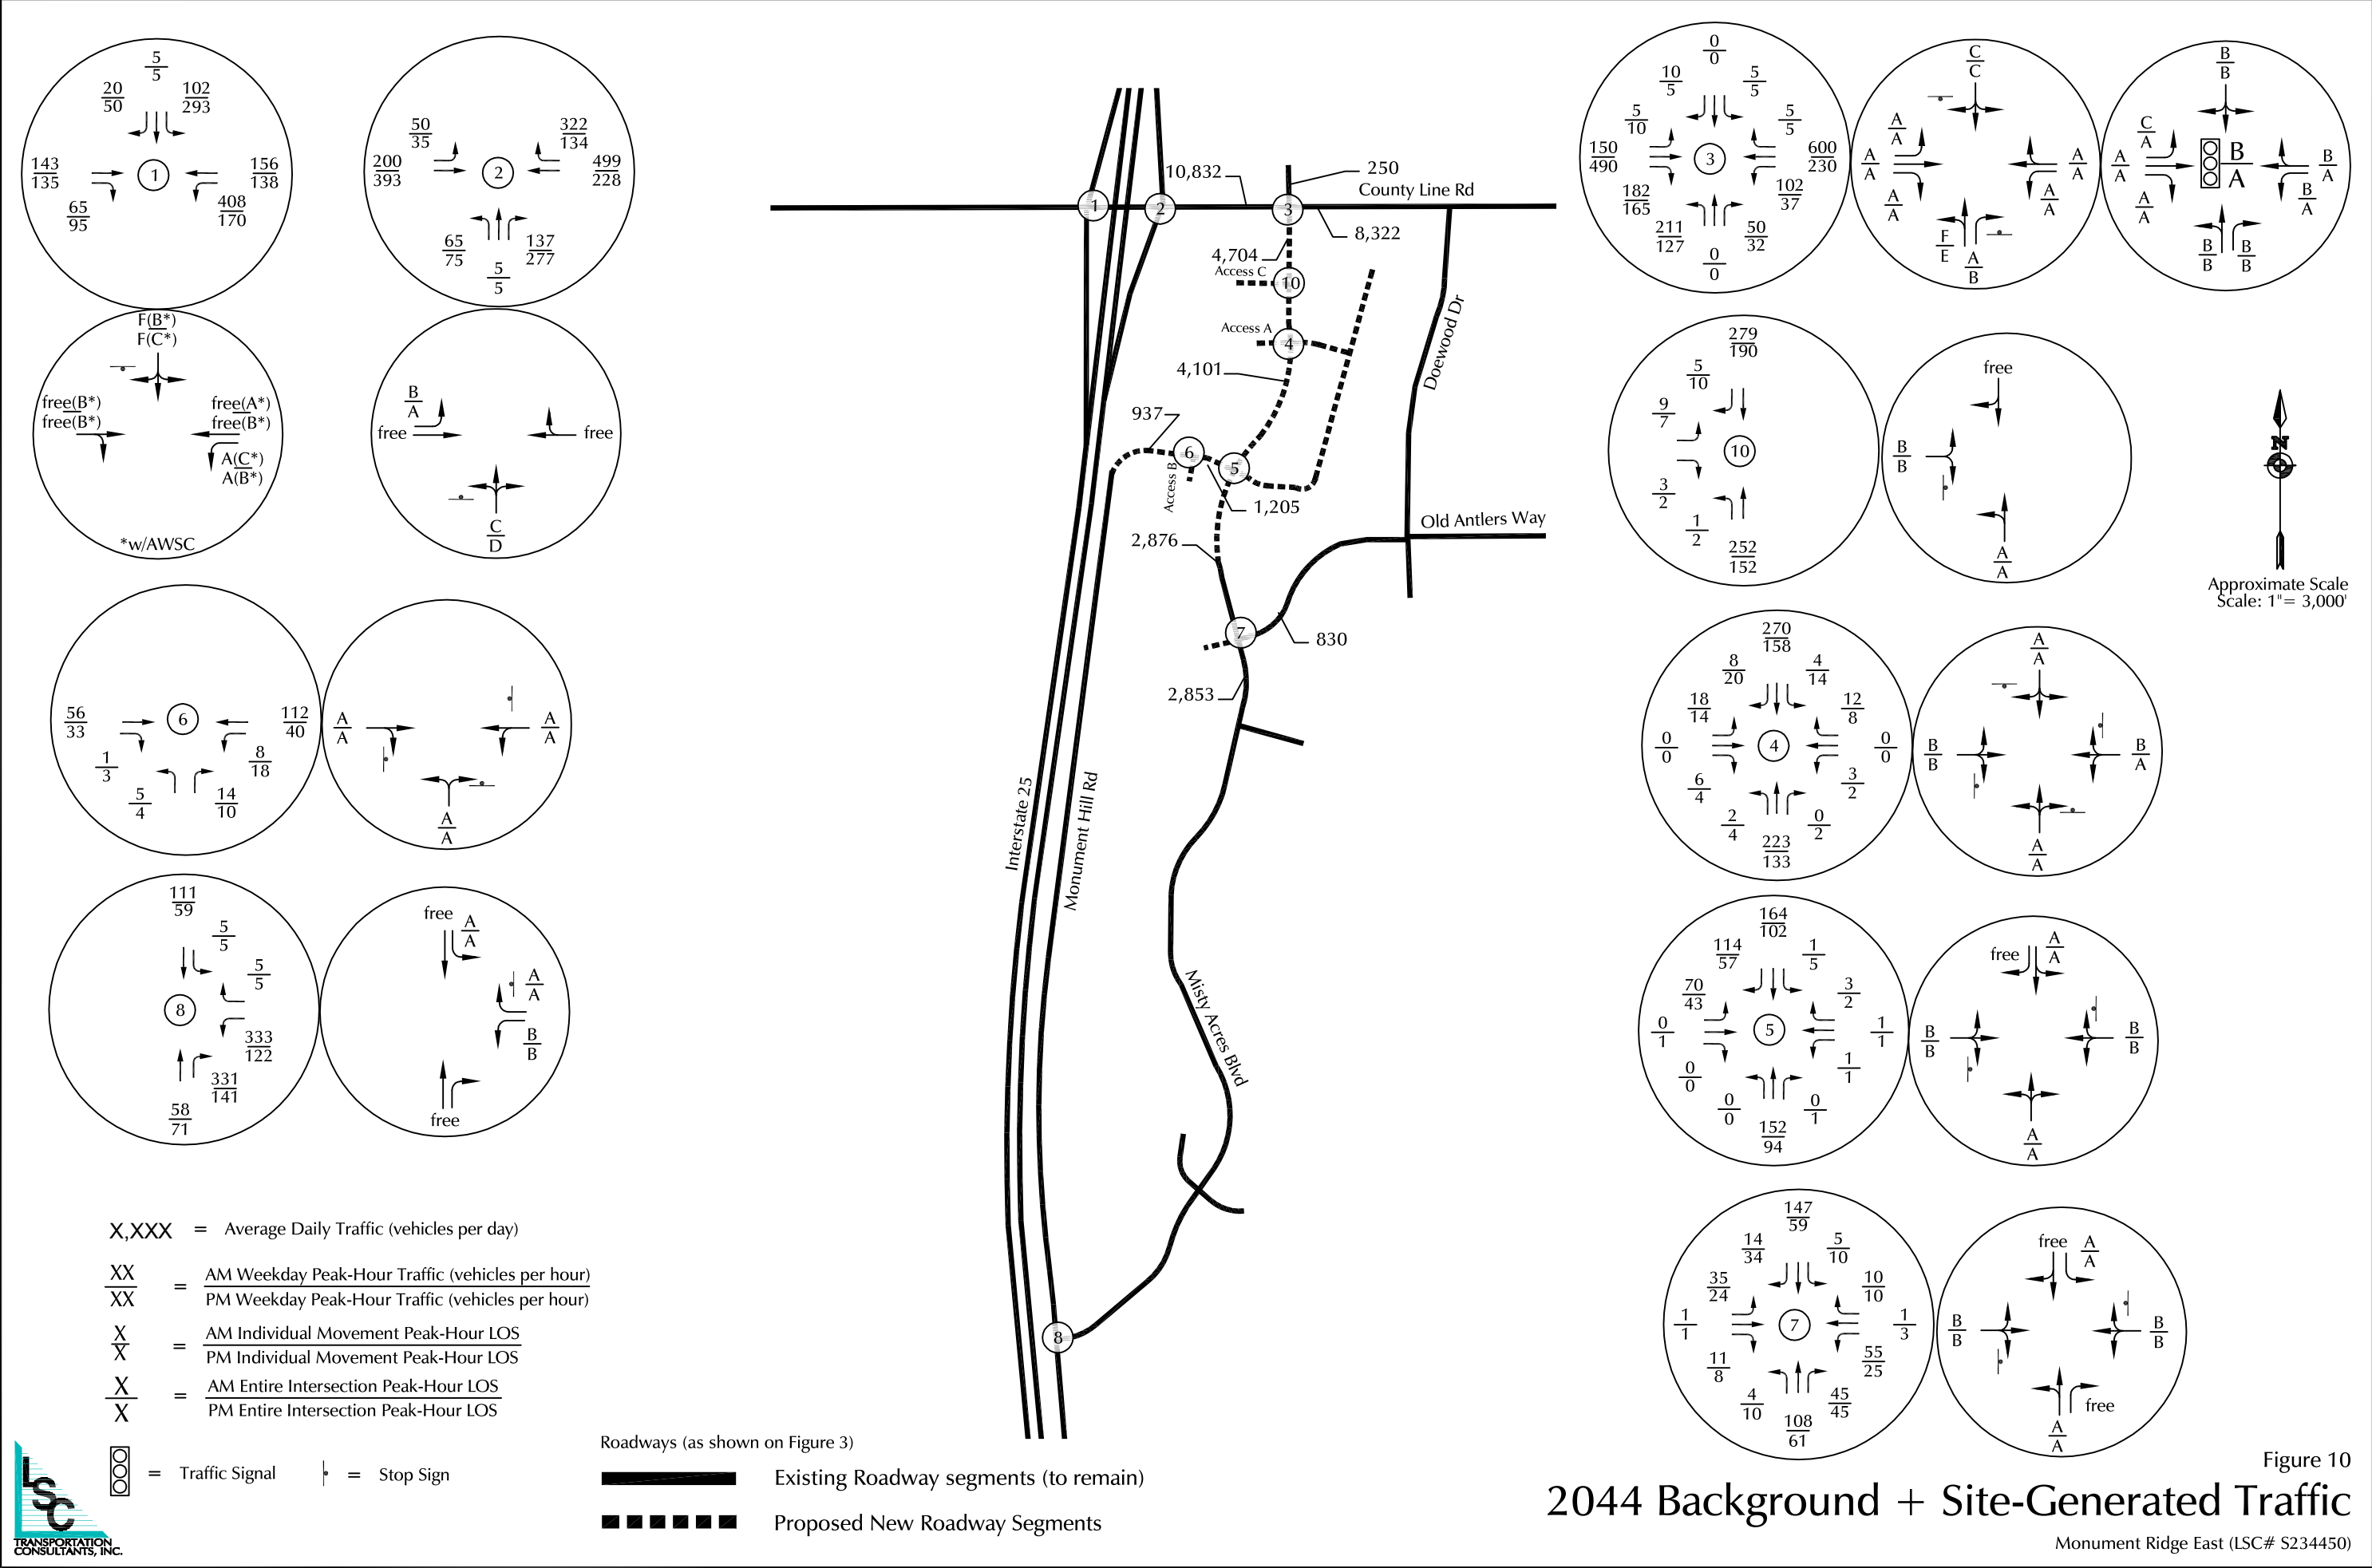 5
5
20
50
102
293
143
135
1
156
138
65
95
408
170
50
35
322
134
200
393
2
499
228
65
75
137
277
5
5
F(B*)
F(C*)
free(B*)
free(B*)
free(A*)
free(B*)
A(C*)
A(B*)
*w/AWSC
B
A
free
free
C
D
56
33
6
112
40
1
3
8
18
5
4
14
10
A
A
A
A
A
A
111
59
5
5
5
5
8
333
122
331
141
58
71
free
A
A
A
A
B
B
free
X,XXX = Average Daily Traffic (vehicles per day)
XX
XX
=
AM Weekday Peak-Hour Traffic (vehicles per hour)
PM Weekday Peak-Hour Traffic (vehicles per hour)
X
X
=
AM Individual Movement Peak-Hour LOS
PM Individual Movement Peak-Hour LOS
X
X
=
AM Entire Intersection Peak-Hour LOS
PM Entire Intersection Peak-Hour LOS
= Traffic Signal
= Stop Sign
LSC
TRANSPORTATION
CONSULTANTS, INC.
Roadways (as shown on Figure 3)
Existing Roadway segments (to remain)
Proposed New Roadway Segments
10,832
250
County Line Rd
1
2
3
8,322
4,704
Access C
10
Access A
4
4,101
Doewood Dr
937
6
5
Access B
1,205
Old Antlers Way
2,876
7
830
2,853
Interstate 25
Monument Hill Rd
Misty Acres Blvd
8
0
0
10
5
5
5
5
10
5
5
150
490
3
600
230
182
165
102
37
211
127
50
32
0
0
C
C
A
A
A
A
A
A
A
A
A
A
F
E
A
B
B
B
C
A
A
A
B
A
B
A
A
A
B
A
B
B
B
B
279
190
5
10
9
7
10
3
2
1
2
252
152
free
B
B
A
A
N
Approximate Scale
Scale: 1"= 3,000'
270
158
8
20
4
14
18
14
12
8
0
0
4
0
0
6
4
3
2
2
4
0
2
223
133
A
A
B
B
B
A
A
A
164
102
114
57
1
5
70
43
3
2
0
1
5
1
1
0
0
1
1
0
0
0
1
152
94
free
A
A
B
B
B
B
A
A
147
59
14
34
5
10
35
24
10
10
1
1
7
1
3
11
8
55
25
4
10
45
45
108
61
free
A
A
B
B
B
B
free
A
A
Figure 10
2044 Background + Site-Generated Traffic
Monument Ridge East (LSC# S234450)